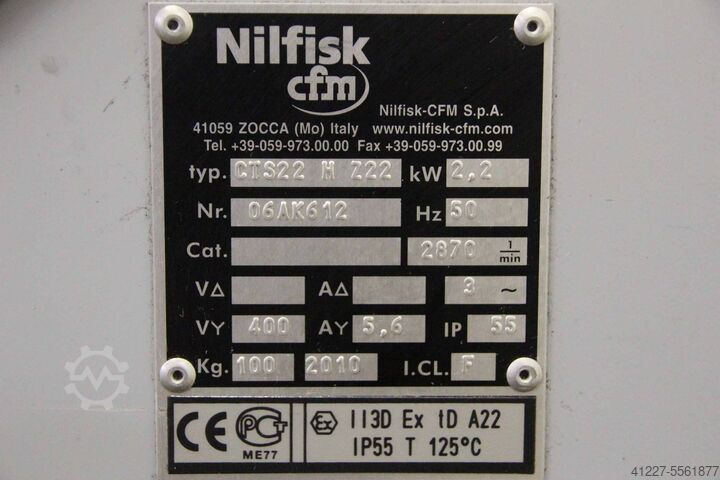 Nilfisk
cfm
Nilfisk-CFM S.p.A.
41059 ZOCCA (Mo) Italy www.nilfisk-cfm.com
Tel. +39-059-973.00.00 Fax +39-059-973.00.99
typ. CTS22 M Z22 kW 2,2
Nr. 06AK612 Hz 50
Cat. 2870 1/min
V∆ A∆ 3 ~
VY 400 AY 5,6 IP 55
Kg. 100 2010 I.CL. F
CE PCT Ex II3D Ex tD A22
ME77 IP55 T 125°C
41227-5561877